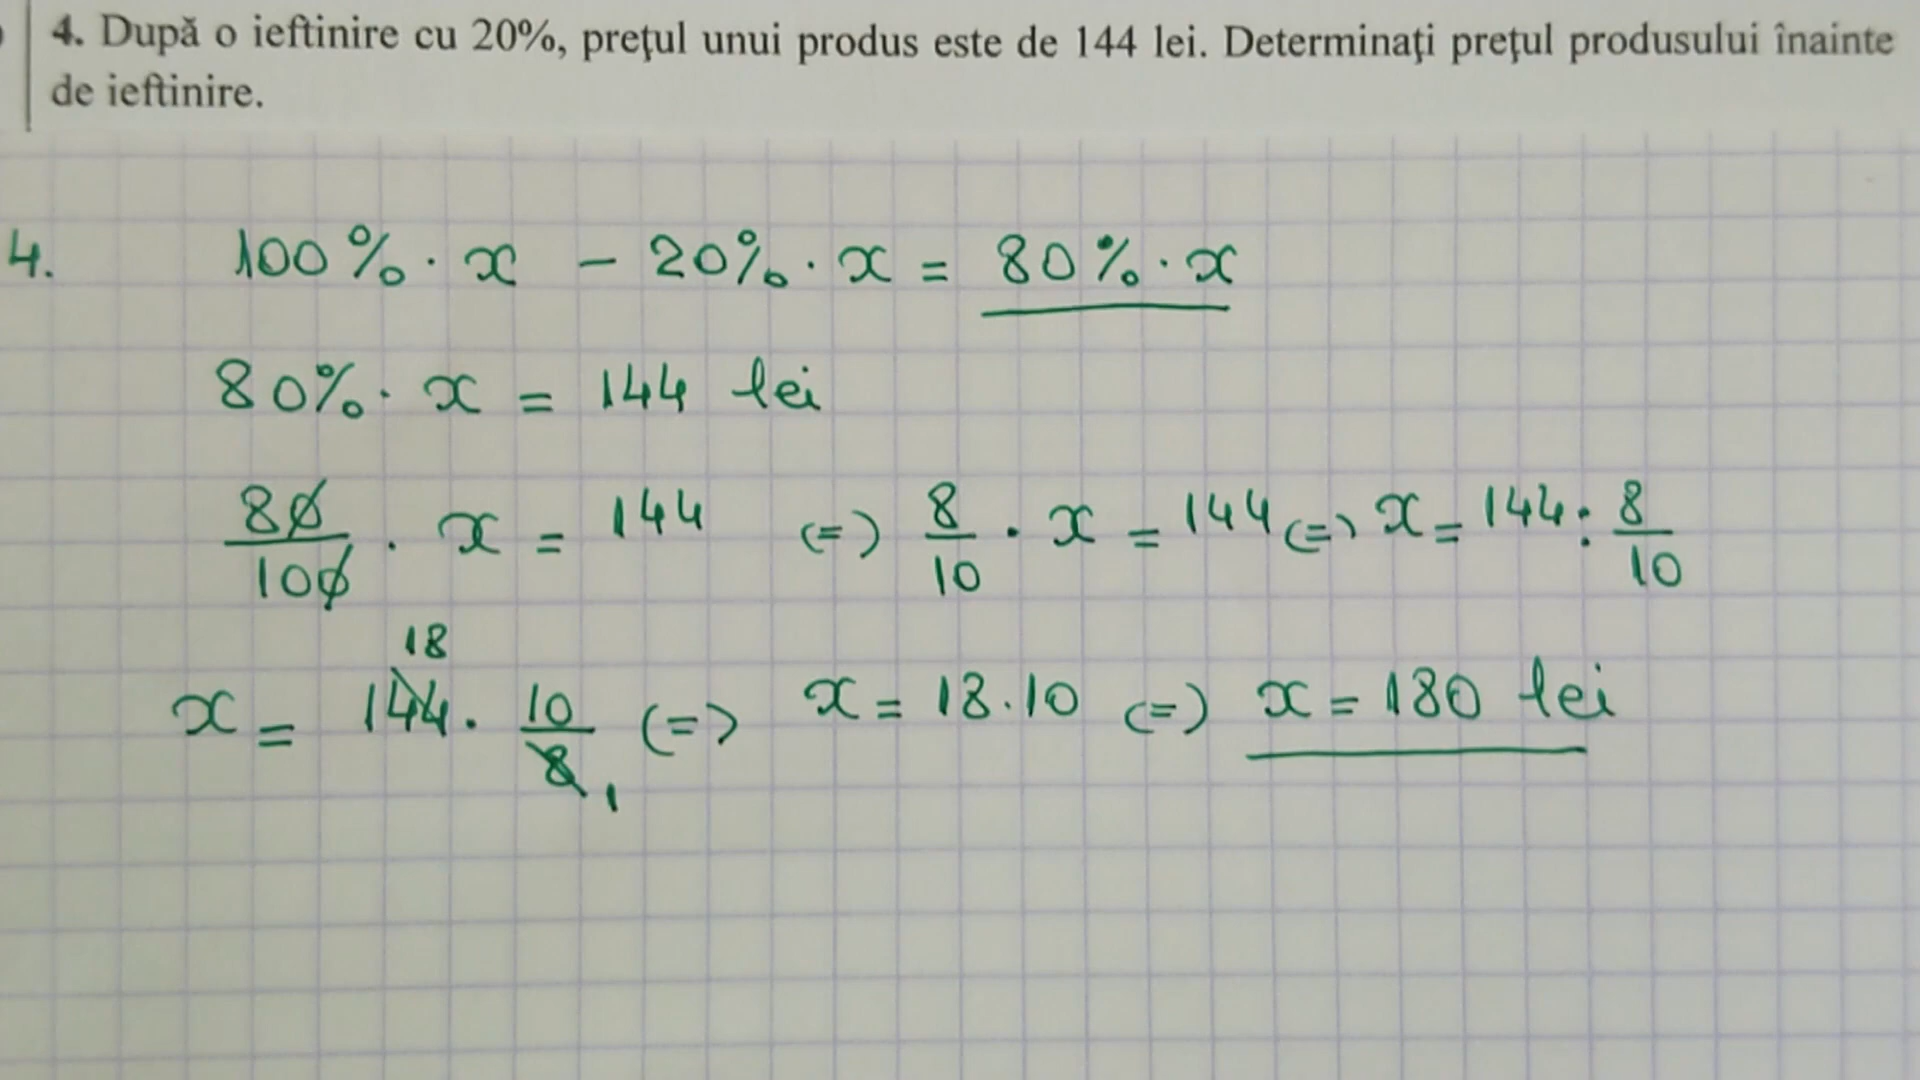 4. După o ieftinire cu 20%, preţul unui produs este de 144 lei. Determinaţi preţul produsului înainte
de ieftinire.
4. 100% · x - 20% · x = 80% · x
80% · x = 144 lei
80/100 · x = 144 (=) 8/10 · x = 144 (=) x = 144 : 8/10
18
x = 144 · 10/8 (=) x = 18 · 10 (=) x = 180 lei
1